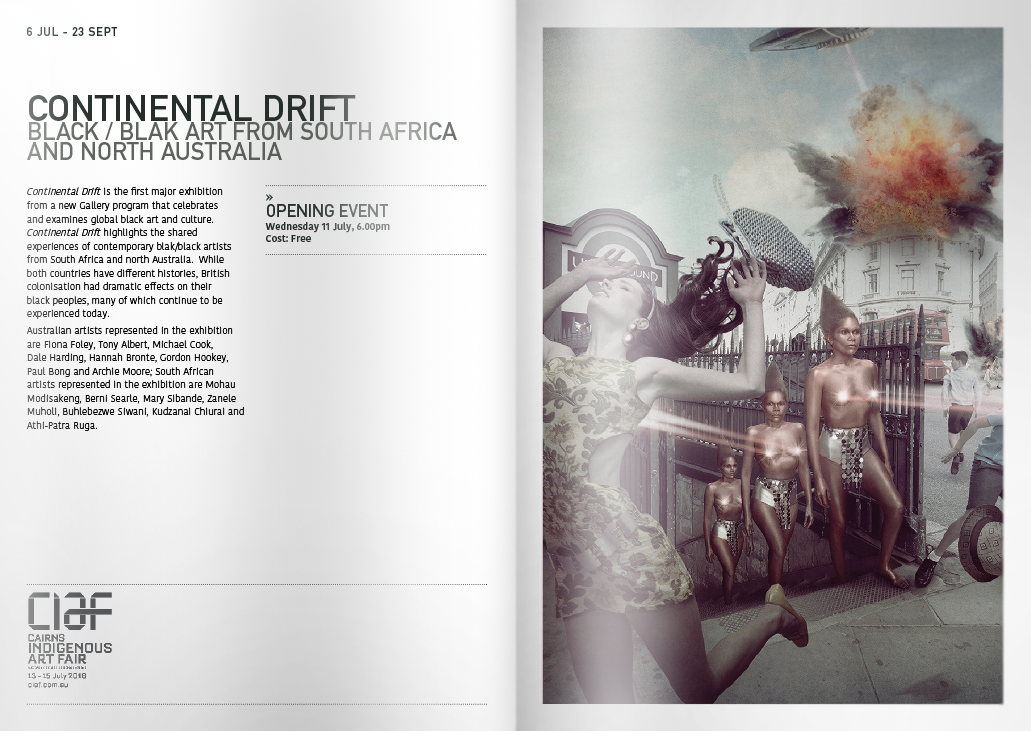 6 JUL - 23 SEPT
CONTINENTAL DRIFT
BLACK / BLAK ART FROM SOUTH AFRICA
AND NORTH AUSTRALIA
Continental Drift is the first major exhibition
from a new Gallery program that celebrates
and examines global black art and culture.
Continental Drift highlights the shared
experiences of contemporary blak/black artists
from South Africa and north Australia. While
both countries have different histories, British
colonisation had dramatic effects on their
black peoples, many of which continue to be
experienced today.
Australian artists represented in the exhibition
are Fiona Foley, Tony Albert, Michael Cook,
Dale Harding, Hannah Bronte, Gordon Hookey,
Paul Bong and Archie Moore; South African
artists represented in the exhibition are Mohau
Modisakeng, Berni Searle, Mary Sibande, Zanele
Muholi, Buhlebezwe Siwani, Kudzanai Chiurai and
Athi-Patra Ruga.
»
OPENING EVENT
Wednesday 11 July, 6.00pm
Cost: Free
CIAF
CAIRNS
INDIGENOUS
ART FAIR
13 - 15 July 2018
ciaf.com.au